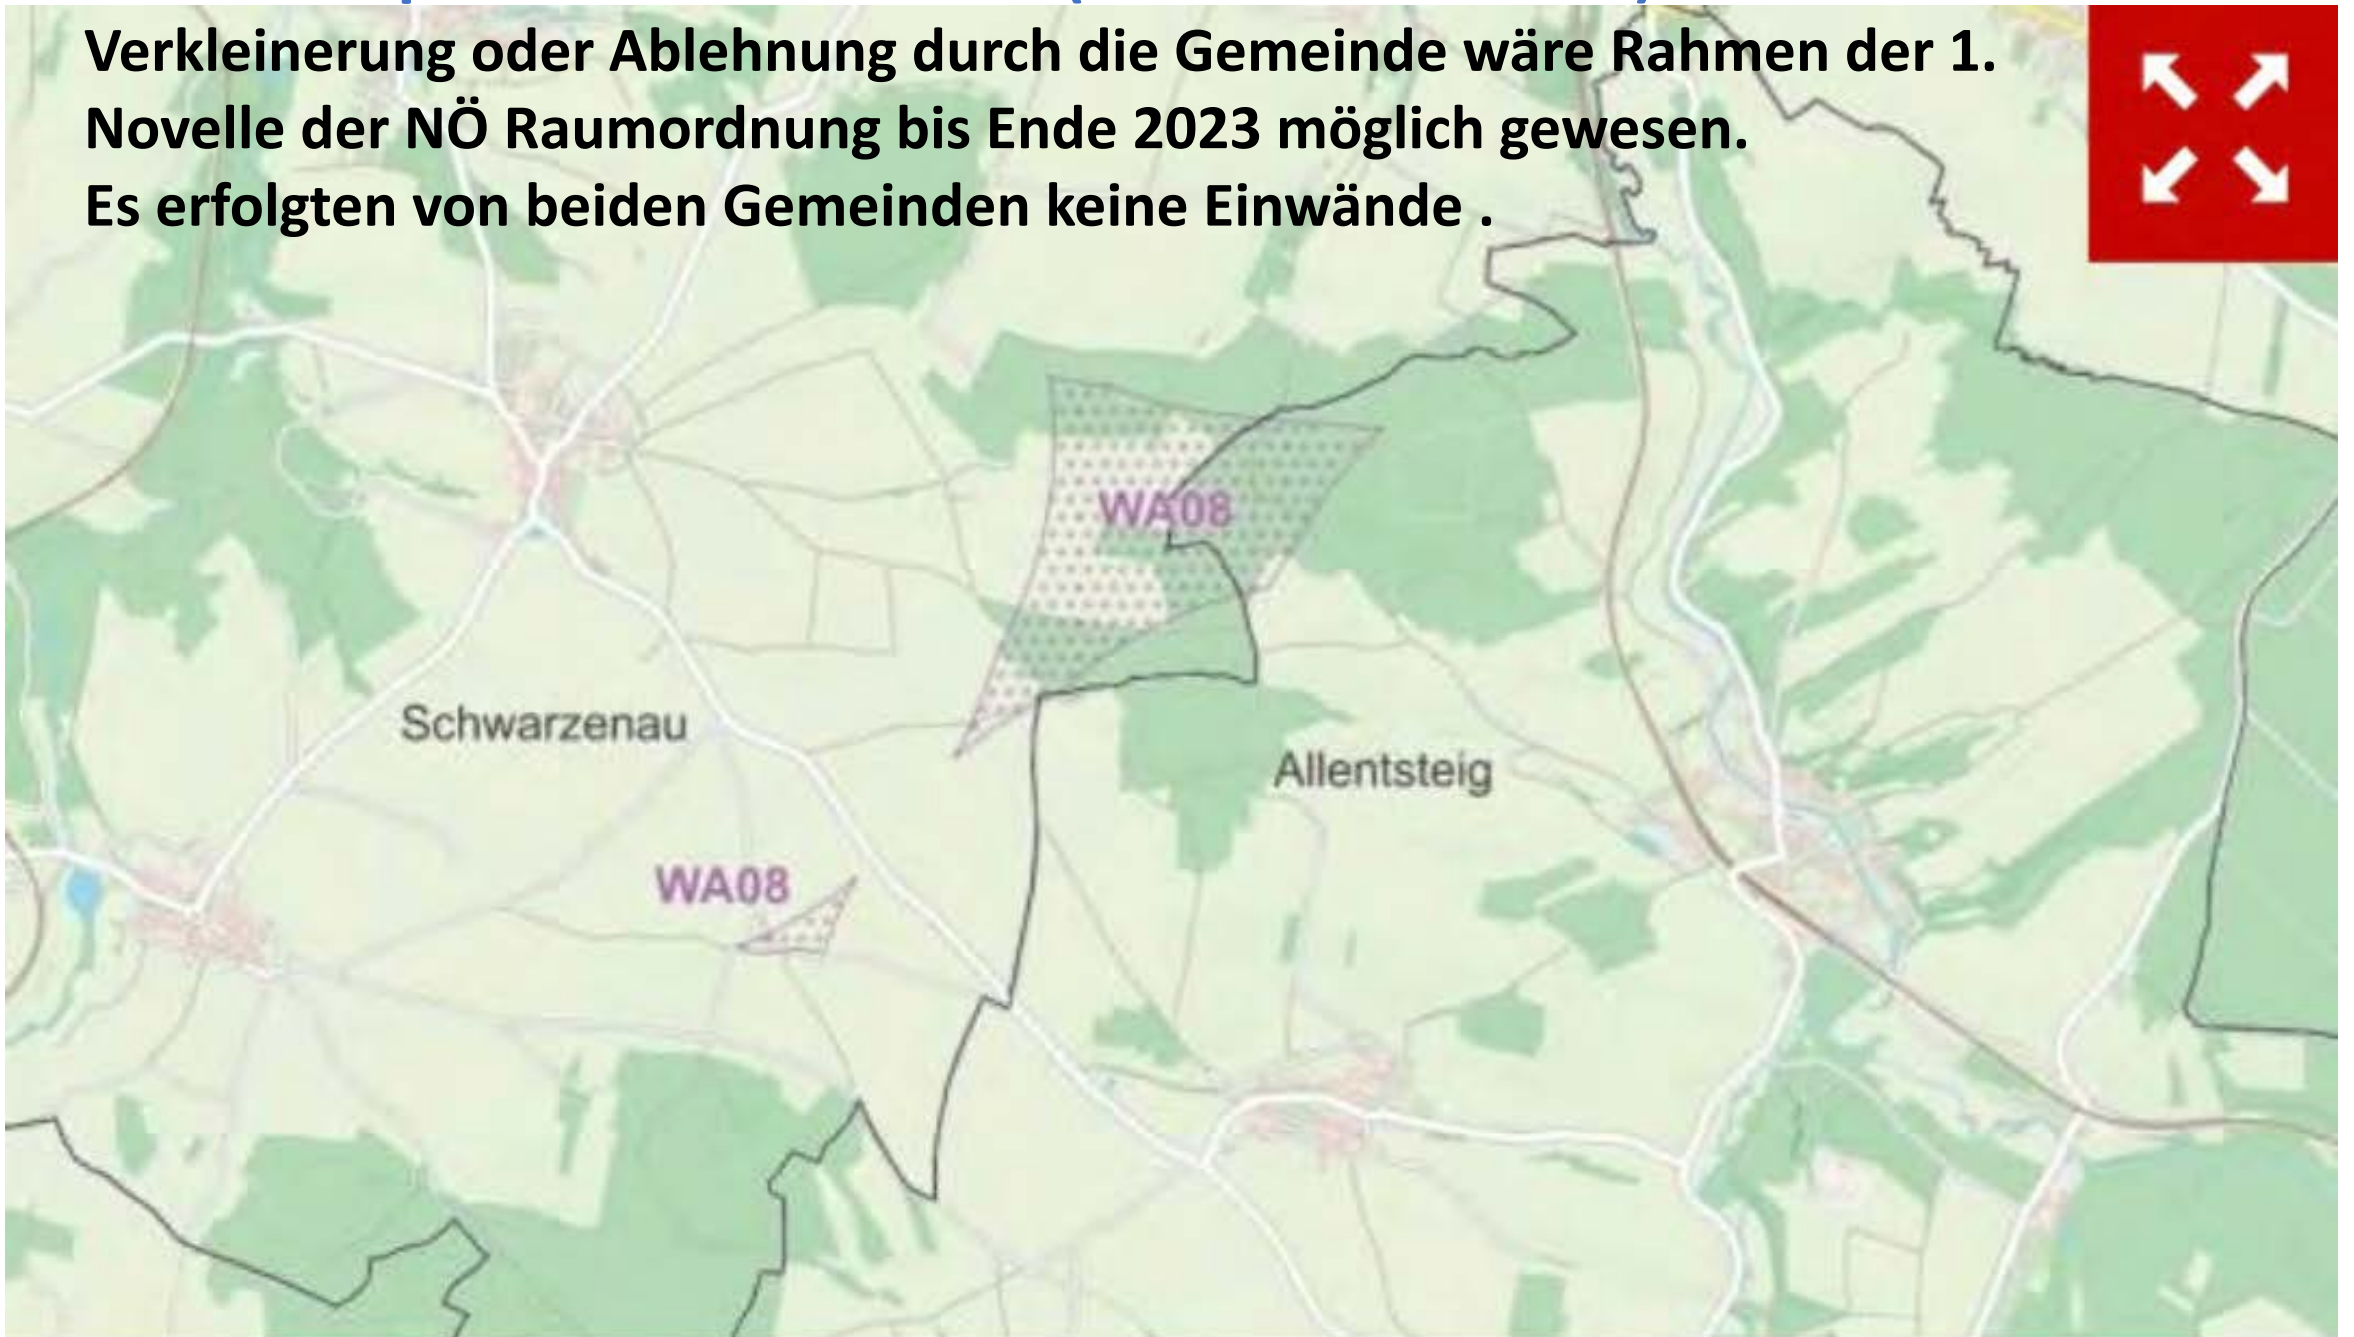 Verkleinerung oder Ablehnung durch die Gemeinde wäre Rahmen der 1.
Novelle der NÖ Raumordnung bis Ende 2023 möglich gewesen.
Es erfolgten von beiden Gemeinden keine Einwände .
WA08
Schwarzenau
Allentsteig
WA08